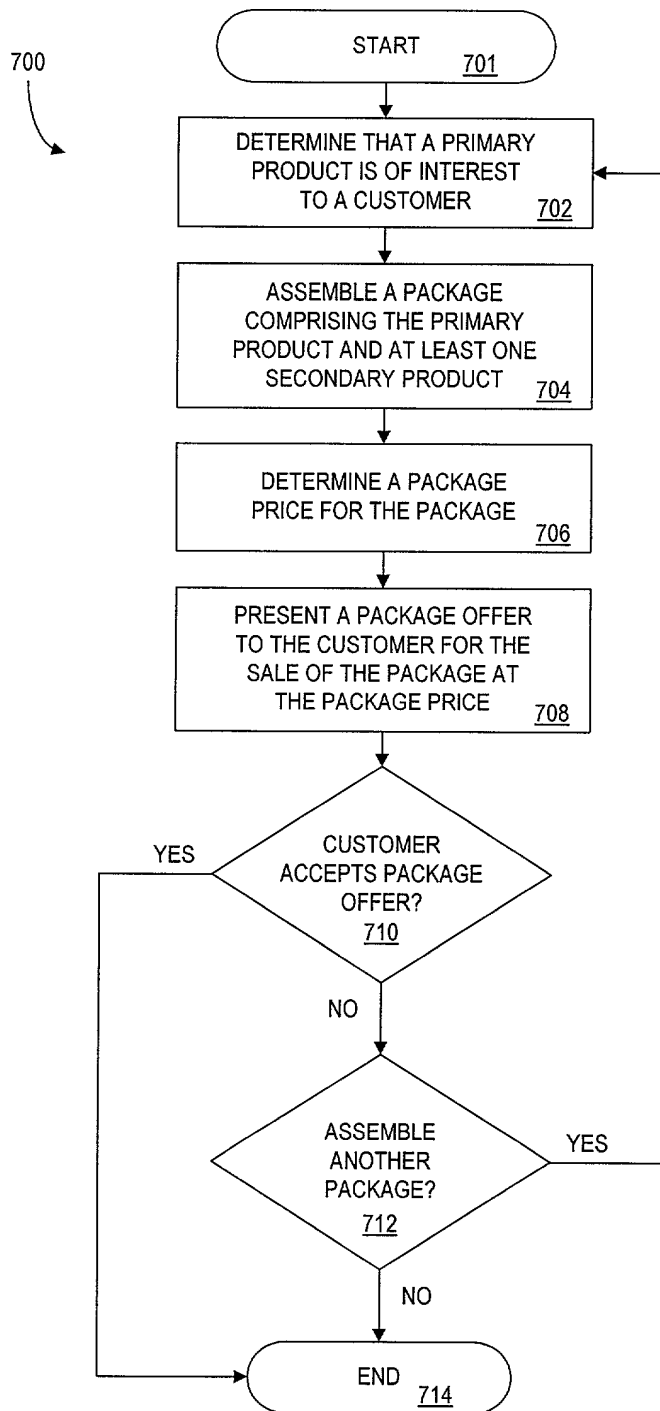 START
701
700
DETERMINE THAT A PRIMARY
PRODUCT IS OF INTEREST
TO A CUSTOMER
702
ASSEMBLE A PACKAGE
COMPRISING THE PRIMARY
PRODUCT AND AT LEAST ONE
SECONDARY PRODUCT
704
DETERMINE A PACKAGE
PRICE FOR THE PACKAGE
706
PRESENT A PACKAGE OFFER
TO THE CUSTOMER FOR THE
SALE OF THE PACKAGE AT
THE PACKAGE PRICE
708
YES
CUSTOMER
ACCEPTS PACKAGE
OFFER?
710
NO
ASSEMBLE
ANOTHER
PACKAGE?
712
YES
NO
END
714